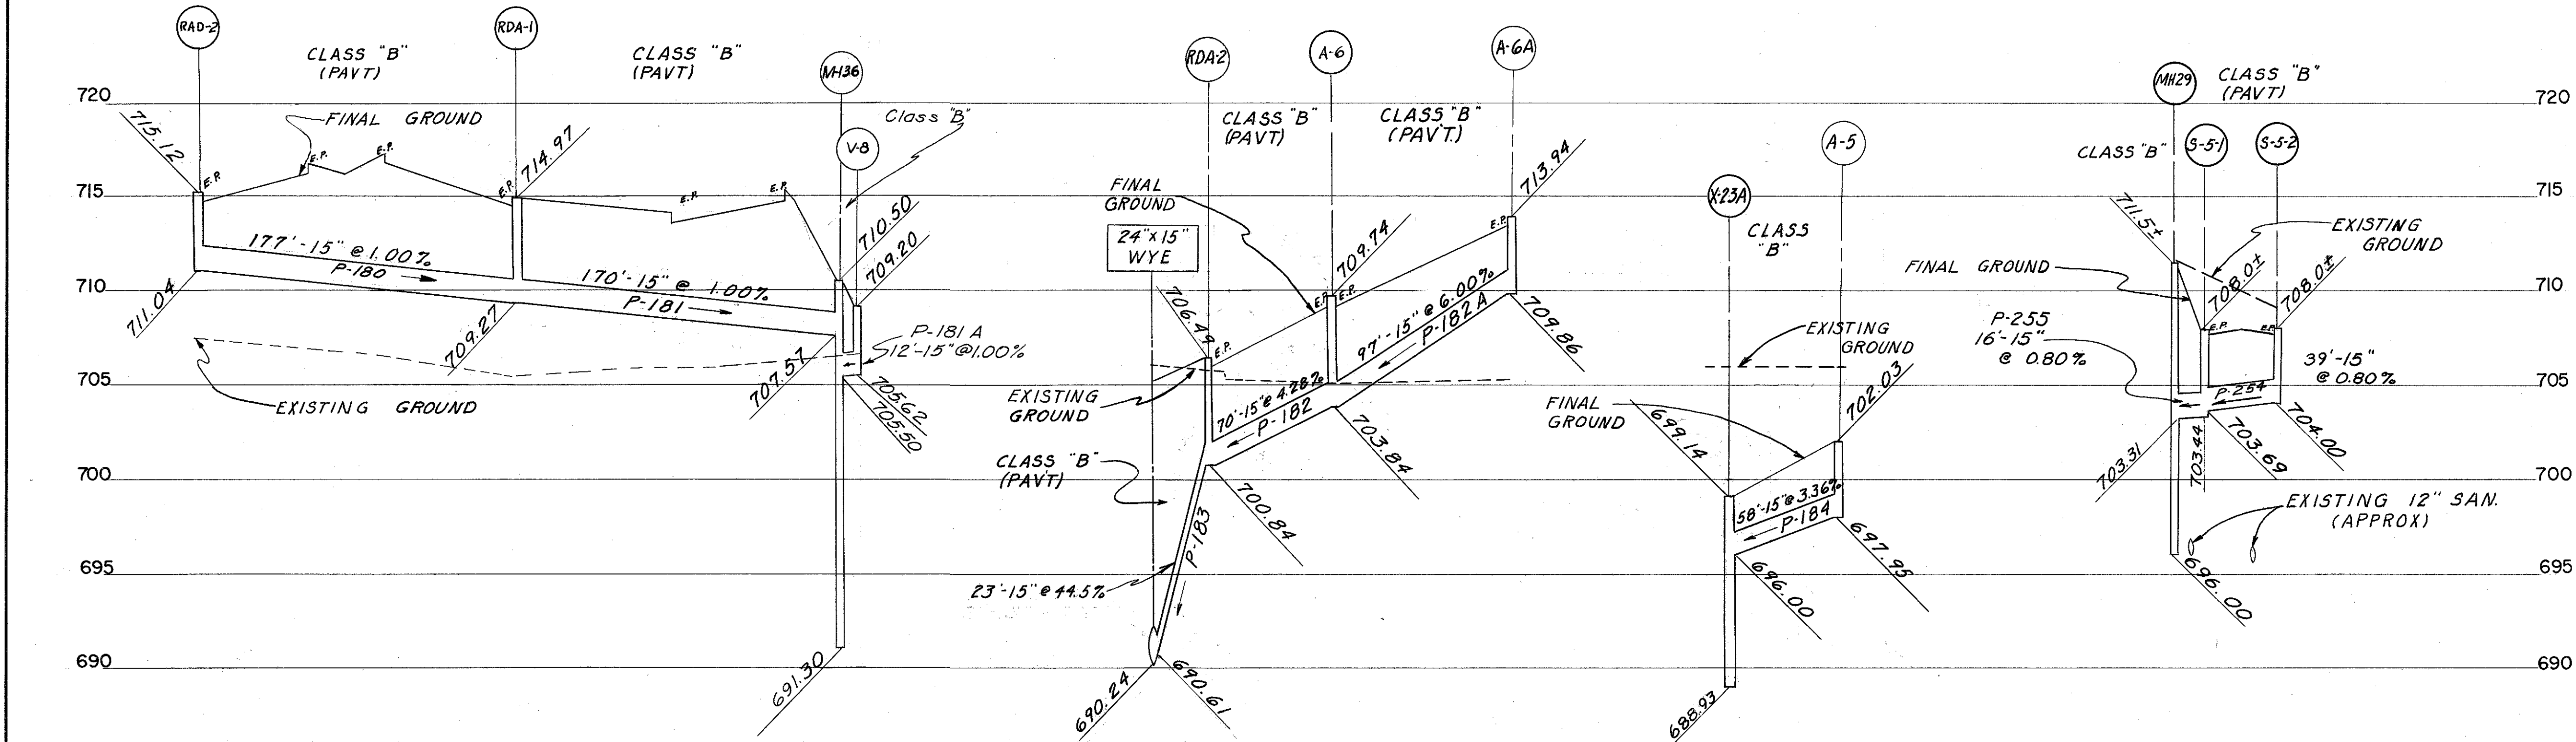 RAD-2
CLASS "B"
(PAVT)
RDA-1
CLASS "B"
(PAVT)
MH36
Class "B"
V-8
RDA-2
CLASS "B"
(PAVT)
A-6
CLASS "B"
(PAV'T.)
A-6A
X-23A
CLASS
"B"
A-5
MH29
CLASS "B"
(PAVT)
CLASS "B"
S-5-1
S-5-2
720
720
715
715
710
710
705
705
700
700
695
695
690
690
715.12
E.P.
FINAL GROUND
E.P.
E.P.
E.P.
714.97
E.P.
E.P.
710.50
709.20
177'-15" @ 1.00%
P-180
170'-15" @ 1.00%
P-181
711.04
709.27
707.57
P-181 A
12'-15"@1.00%
705.62
705.50
EXISTING GROUND
691.30
FINAL
GROUND
24"x15"
WYE
706.49
E.P.
E.P.
E.P.
709.74
E.P.
713.94
97'-15" @ 6.00%
P-182 A
709.86
70'-15"@ 4.28%
P-182
703.84
EXISTING
GROUND
CLASS "B"
(PAV'T)
700.84
P-183
23'-15"@ 44.5%
690.24
690.61
EXISTING
GROUND
FINAL
GROUND
699.14
702.03
58'-15"@ 3.36%
P-184
697.95
696.00
688.93
711.5±
FINAL GROUND
708.0±
708.0±
EXISTING
GROUND
E.P.
E.P.
P-255
16'-15"
@ 0.80%
P-254
39'-15"
@ 0.80%
703.31
703.44
703.69
704.00
EXISTING 12" SAN.
(APPROX)
696.00